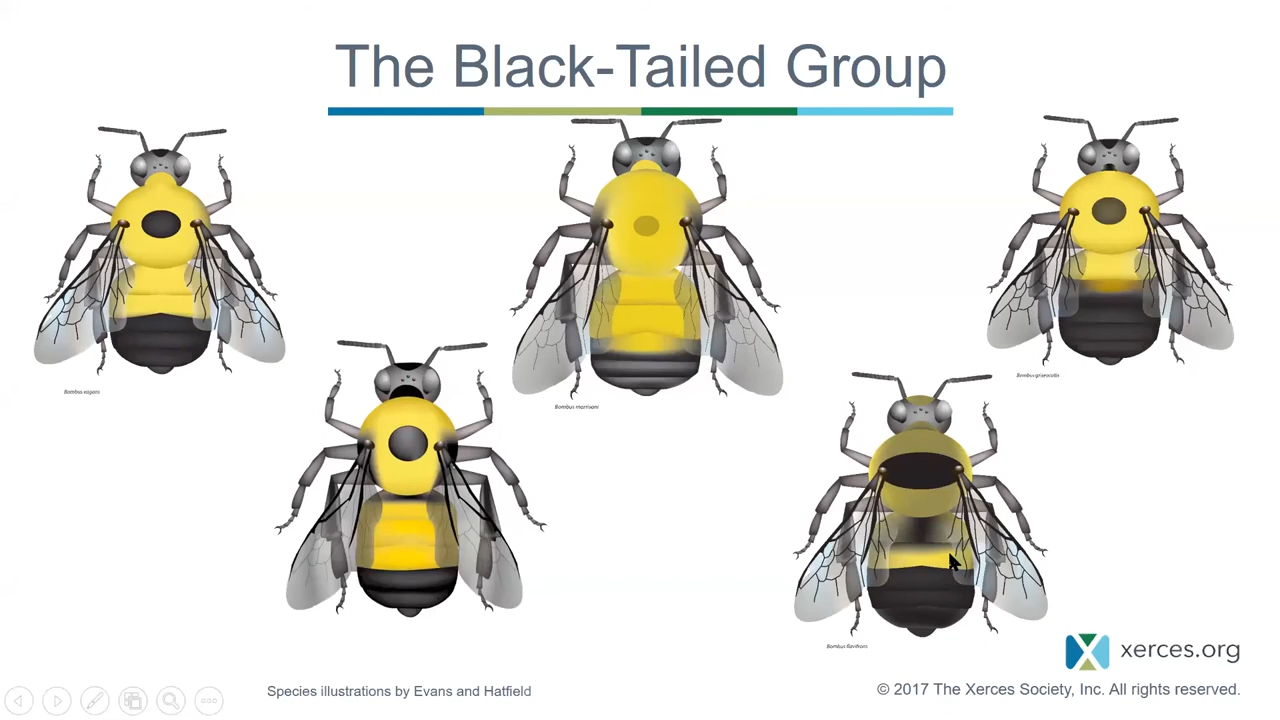 The Black-Tailed Group
Bombus vagans
Bombus morrisoni
Bombus griseocollis
Bombus flavifrons
xerces.org
Species illustrations by Evans and Hatfield
© 2017 The Xerces Society, Inc. All rights reserved.